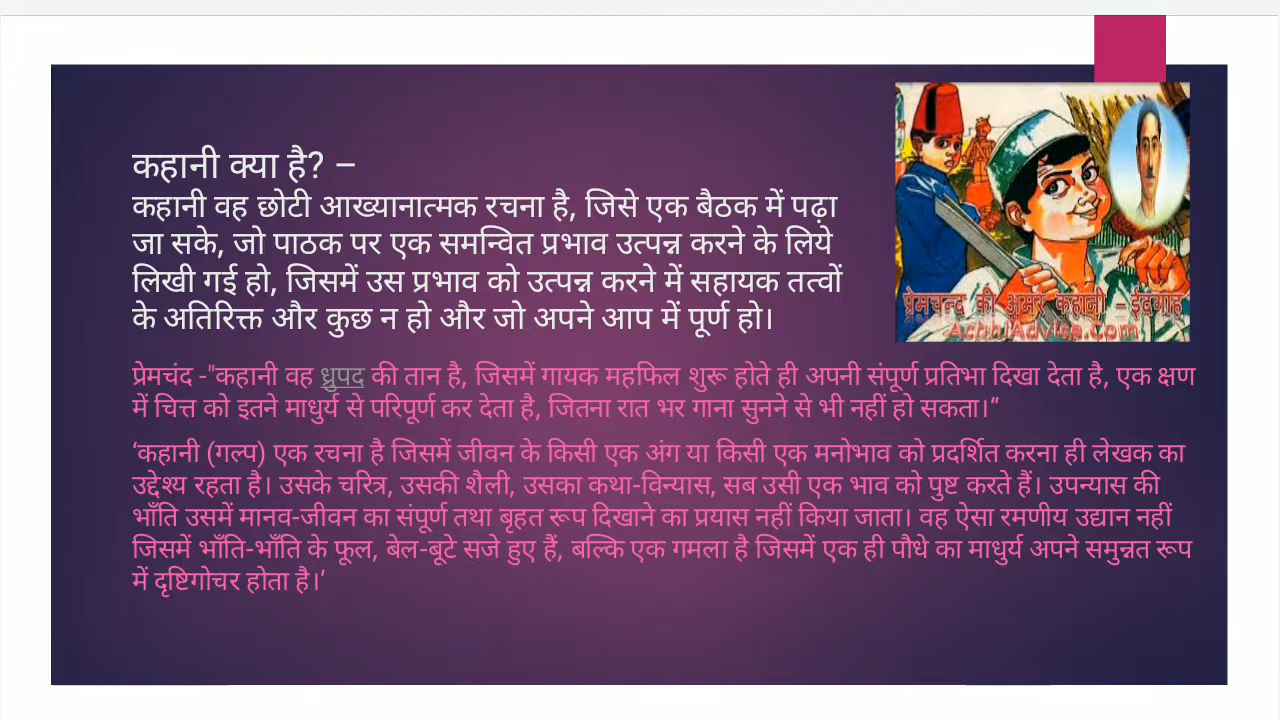 कहानी क्या है? –
कहानी वह छोटी आख्यानात्मक रचना है, जिसे एक बैठक में पढ़ा
जा सके, जो पाठक पर एक समन्वित प्रभाव उत्पन्न करने के लिये
लिखी गई हो, जिसमें उस प्रभाव को उत्पन्न करने में सहायक तत्वों
के अतिरिक्त और कुछ न हो और जो अपने आप में पूर्ण हो।
प्रेमचन्द की अमर कहानी – ईदगाह
AchhiAdvice.Com
प्रेमचंद -"कहानी वह ध्रुपद की तान है, जिसमें गायक महफिल शुरू होते ही अपनी संपूर्ण प्रतिभा दिखा देता है, एक क्षण
में चित्त को इतने माधुर्य से परिपूर्ण कर देता है, जितना रात भर गाना सुनने से भी नहीं हो सकता।“
‘कहानी (गल्प) एक रचना है जिसमें जीवन के किसी एक अंग या किसी एक मनोभाव को प्रदर्शित करना ही लेखक का
उद्देश्य रहता है। उसके चरित्र, उसकी शैली, उसका कथा-विन्यास, सब उसी एक भाव को पुष्ट करते हैं। उपन्यास की
भाँति उसमें मानव-जीवन का संपूर्ण तथा बृहत रूप दिखाने का प्रयास नहीं किया जाता। वह ऐसा रमणीय उद्यान नहीं
जिसमें भाँति-भाँति के फूल, बेल-बूटे सजे हुए हैं, बल्कि एक गमला है जिसमें एक ही पौधे का माधुर्य अपने समुन्नत रूप
में दृष्टिगोचर होता है।’